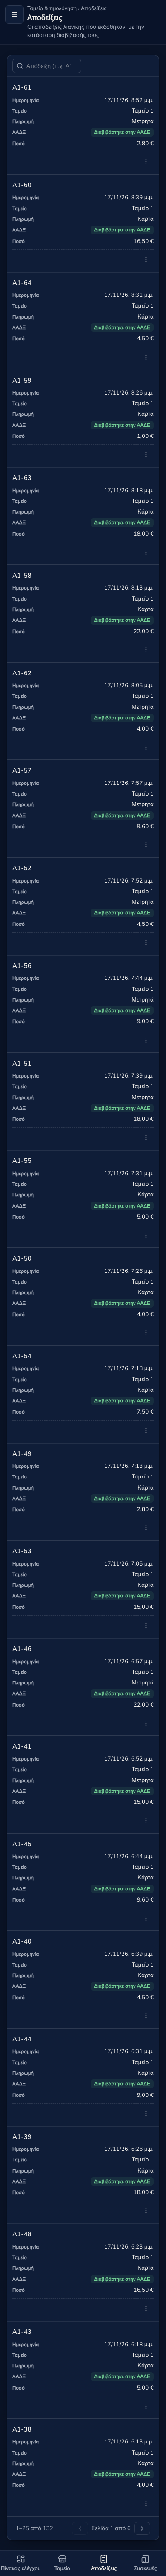 Ταμείο & τιμολόγηση › Αποδείξεις
Αποδείξεις
Οι αποδείξεις λιανικής που εκδόθηκαν, με την
κατάσταση διαβίβασής τους
Απόδειξη (π.χ. Α:
A1-61
Ημερομηνία 17/11/26, 8:52 μ.μ.
Ταμείο Ταμείο 1
Πληρωμή Μετρητά
ΑΑΔΕ Διαβιβάστηκε στην ΑΑΔΕ
Ποσό 2,80 €
A1-60
Ημερομηνία 17/11/26, 8:39 μ.μ.
Ταμείο Ταμείο 1
Πληρωμή Κάρτα
ΑΑΔΕ Διαβιβάστηκε στην ΑΑΔΕ
Ποσό 16,50 €
A1-64
Ημερομηνία 17/11/26, 8:31 μ.μ.
Ταμείο Ταμείο 1
Πληρωμή Κάρτα
ΑΑΔΕ Διαβιβάστηκε στην ΑΑΔΕ
Ποσό 4,50 €
A1-59
Ημερομηνία 17/11/26, 8:26 μ.μ.
Ταμείο Ταμείο 1
Πληρωμή Κάρτα
ΑΑΔΕ Διαβιβάστηκε στην ΑΑΔΕ
Ποσό 1,00 €
A1-63
Ημερομηνία 17/11/26, 8:18 μ.μ.
Ταμείο Ταμείο 1
Πληρωμή Κάρτα
ΑΑΔΕ Διαβιβάστηκε στην ΑΑΔΕ
Ποσό 18,00 €
A1-58
Ημερομηνία 17/11/26, 8:13 μ.μ.
Ταμείο Ταμείο 1
Πληρωμή Κάρτα
ΑΑΔΕ Διαβιβάστηκε στην ΑΑΔΕ
Ποσό 22,00 €
A1-62
Ημερομηνία 17/11/26, 8:05 μ.μ.
Ταμείο Ταμείο 1
Πληρωμή Μετρητά
ΑΑΔΕ Διαβιβάστηκε στην ΑΑΔΕ
Ποσό 4,00 €
A1-57
Ημερομηνία 17/11/26, 7:57 μ.μ.
Ταμείο Ταμείο 1
Πληρωμή Μετρητά
ΑΑΔΕ Διαβιβάστηκε στην ΑΑΔΕ
Ποσό 9,60 €
A1-52
Ημερομηνία 17/11/26, 7:52 μ.μ.
Ταμείο Ταμείο 1
Πληρωμή Μετρητά
ΑΑΔΕ Διαβιβάστηκε στην ΑΑΔΕ
Ποσό 4,50 €
A1-56
Ημερομηνία 17/11/26, 7:44 μ.μ.
Ταμείο Ταμείο 1
Πληρωμή Μετρητά
ΑΑΔΕ Διαβιβάστηκε στην ΑΑΔΕ
Ποσό 9,00 €
A1-51
Ημερομηνία 17/11/26, 7:39 μ.μ.
Ταμείο Ταμείο 1
Πληρωμή Μετρητά
ΑΑΔΕ Διαβιβάστηκε στην ΑΑΔΕ
Ποσό 18,00 €
A1-55
Ημερομηνία 17/11/26, 7:31 μ.μ.
Ταμείο Ταμείο 1
Πληρωμή Κάρτα
ΑΑΔΕ Διαβιβάστηκε στην ΑΑΔΕ
Ποσό 5,00 €
A1-50
Ημερομηνία 17/11/26, 7:26 μ.μ.
Ταμείο Ταμείο 1
Πληρωμή Κάρτα
ΑΑΔΕ Διαβιβάστηκε στην ΑΑΔΕ
Ποσό 4,00 €
A1-54
Ημερομηνία 17/11/26, 7:18 μ.μ.
Ταμείο Ταμείο 1
Πληρωμή Κάρτα
ΑΑΔΕ Διαβιβάστηκε στην ΑΑΔΕ
Ποσό 7,50 €
A1-49
Ημερομηνία 17/11/26, 7:13 μ.μ.
Ταμείο Ταμείο 1
Πληρωμή Κάρτα
ΑΑΔΕ Διαβιβάστηκε στην ΑΑΔΕ
Ποσό 2,80 €
A1-53
Ημερομηνία 17/11/26, 7:05 μ.μ.
Ταμείο Ταμείο 1
Πληρωμή Κάρτα
ΑΑΔΕ Διαβιβάστηκε στην ΑΑΔΕ
Ποσό 15,00 €
A1-46
Ημερομηνία 17/11/26, 6:57 μ.μ.
Ταμείο Ταμείο 1
Πληρωμή Μετρητά
ΑΑΔΕ Διαβιβάστηκε στην ΑΑΔΕ
Ποσό 22,00 €
A1-41
Ημερομηνία 17/11/26, 6:52 μ.μ.
Ταμείο Ταμείο 1
Πληρωμή Μετρητά
ΑΑΔΕ Διαβιβάστηκε στην ΑΑΔΕ
Ποσό 15,00 €
A1-45
Ημερομηνία 17/11/26, 6:44 μ.μ.
Ταμείο Ταμείο 1
Πληρωμή Κάρτα
ΑΑΔΕ Διαβιβάστηκε στην ΑΑΔΕ
Ποσό 9,60 €
A1-40
Ημερομηνία 17/11/26, 6:39 μ.μ.
Ταμείο Ταμείο 1
Πληρωμή Κάρτα
ΑΑΔΕ Διαβιβάστηκε στην ΑΑΔΕ
Ποσό 4,50 €
A1-44
Ημερομηνία 17/11/26, 6:31 μ.μ.
Ταμείο Ταμείο 1
Πληρωμή Κάρτα
ΑΑΔΕ Διαβιβάστηκε στην ΑΑΔΕ
Ποσό 9,00 €
A1-39
Ημερομηνία 17/11/26, 6:26 μ.μ.
Ταμείο Ταμείο 1
Πληρωμή Κάρτα
ΑΑΔΕ Διαβιβάστηκε στην ΑΑΔΕ
Ποσό 18,00 €
A1-48
Ημερομηνία 17/11/26, 6:23 μ.μ.
Ταμείο Ταμείο 1
Πληρωμή Κάρτα
ΑΑΔΕ Διαβιβάστηκε στην ΑΑΔΕ
Ποσό 16,50 €
A1-43
Ημερομηνία 17/11/26, 6:18 μ.μ.
Ταμείο Ταμείο 1
Πληρωμή Κάρτα
ΑΑΔΕ Διαβιβάστηκε στην ΑΑΔΕ
Ποσό 5,00 €
A1-38
Ημερομηνία 17/11/26, 6:13 μ.μ.
Ταμείο Ταμείο 1
Πληρωμή Κάρτα
ΑΑΔΕ Διαβιβάστηκε στην ΑΑΔΕ
Ποσό 4,00 €
1–25 από 132 Σελίδα 1 από 6
Πίνακας ελέγχου Ταμείο Αποδείξεις Συσκευές